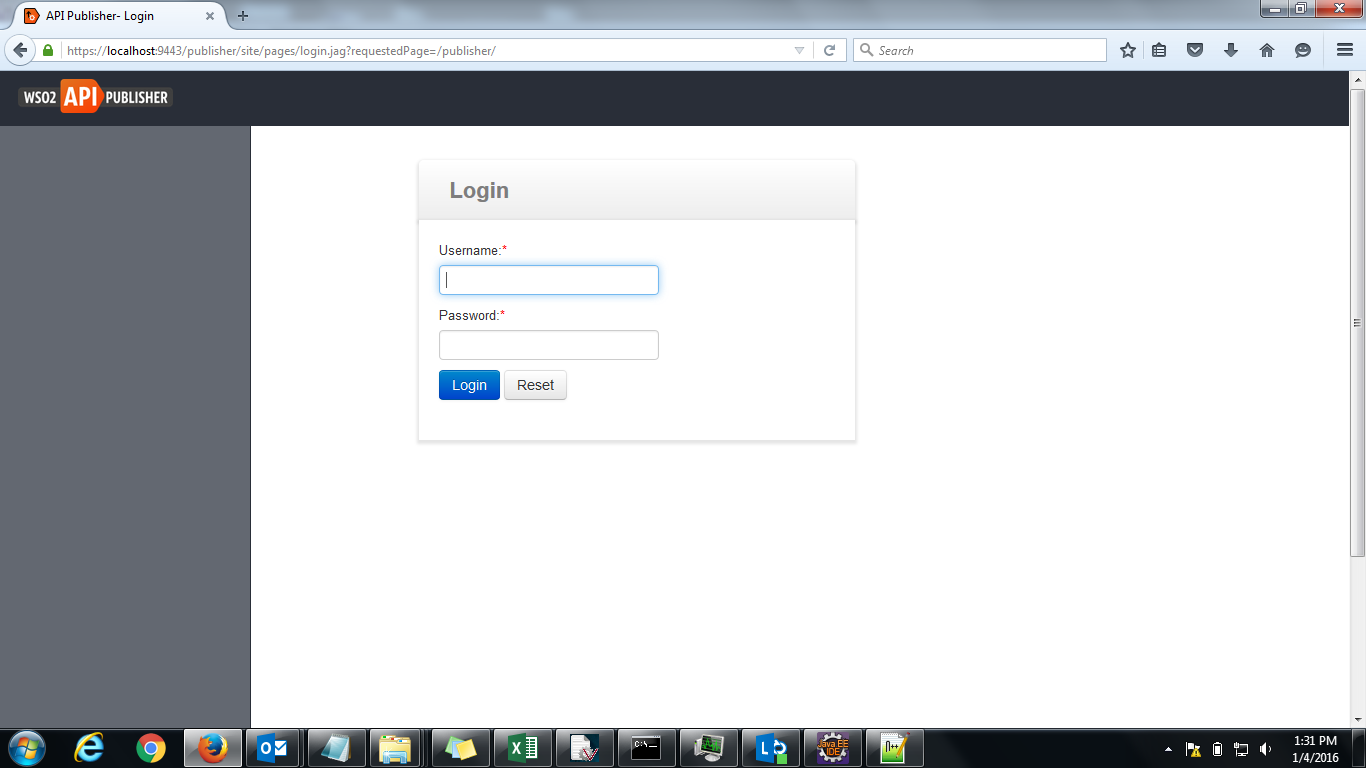 API Publisher- Login
https://localhost:9443/publisher/site/pages/login.jag?requestedPage=/publisher/
Search
WSO2 API PUBLISHER
Login
Username:*
Password:*
Login Reset
C:\.
Java EE
IDE
1:31 PM
1/4/2016